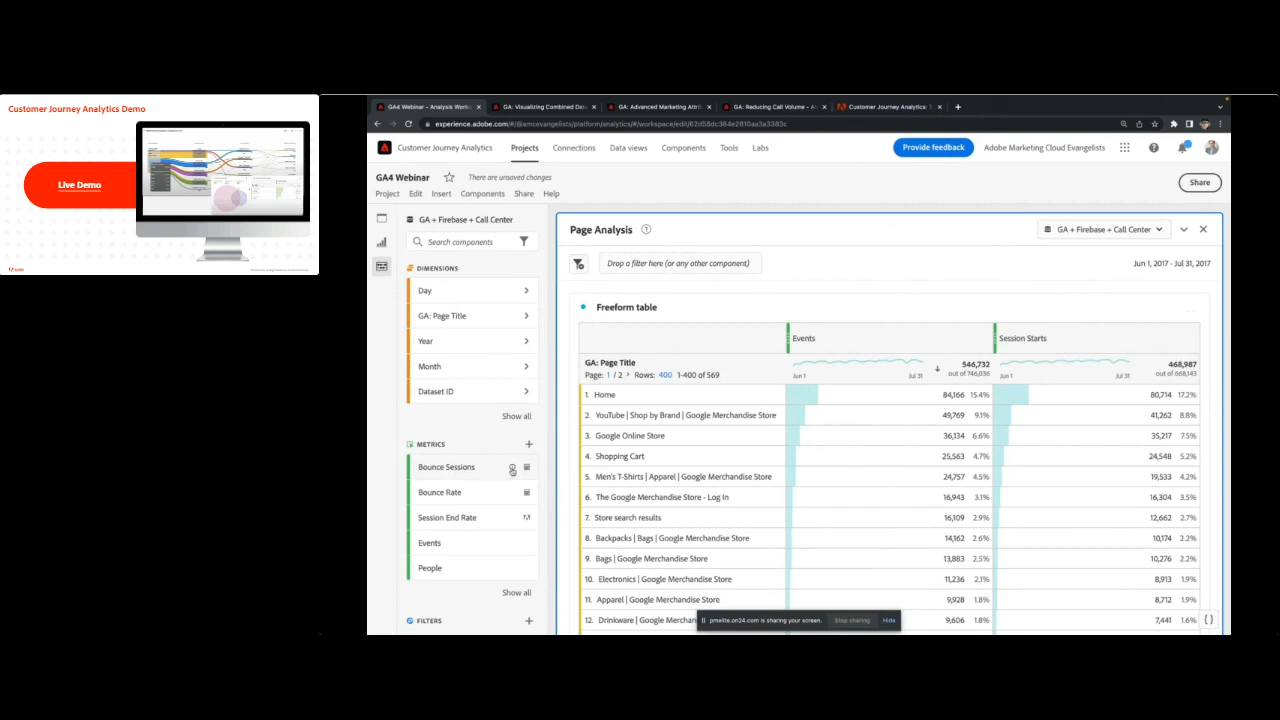 Customer Journey Analytics Demo
Live Demo
Adobe
GA4 Webinar - Analysis Works
GA: Visualizing Combined Data
GA: Advanced Marketing Attrib
GA: Reducing Call Volume - A
Customer Journey Analytics: T
experience.adobe.com/#/@amcevangelists/platform/analytics/#/workspace/edit/62d58dc384e2810aa3a3383c
Customer Journey Analytics Projects Connections Data views Components Tools Labs Provide feedback Adobe Marketing Cloud Evangelists
GA4 Webinar There are unsaved changes
Project Edit Insert Components Share Help
Share
GA + Firebase + Call Center
Search components
DIMENSIONS
Day
GA: Page Title
Year
Month
Dataset ID
Show all
METRICS
Bounce Sessions
Bounce Rate
Session End Rate
Events
People
Show all
FILTERS
Page Analysis
GA + Firebase + Call Center
Drop a filter here (or any other component)
Jun 1, 2017 - Jul 31, 2017
Freeform table
Events Session Starts
GA: Page Title
Page: 1 / 2 > Rows: 400 1-400 of 569
Jun 1 Jul 31 546,732 out of 746,036
Jun 1 Jul 31 468,987 out of 668,143
1. Home 84,166 15.4% 80,714 17.2%
2. YouTube | Shop by Brand | Google Merchandise Store 49,769 9.1% 41,262 8.8%
3. Google Online Store 36,134 6.6% 35,217 7.5%
4. Shopping Cart 25,563 4.7% 24,548 5.2%
5. Men's T-Shirts | Apparel | Google Merchandise Store 24,757 4.5% 19,533 4.2%
6. The Google Merchandise Store - Log In 16,943 3.1% 16,304 3.5%
7. Store search results 16,109 2.9% 12,662 2.7%
8. Backpacks | Bags | Google Merchandise Store 14,162 2.6% 10,174 2.2%
9. Bags | Google Merchandise Store 13,883 2.5% 10,276 2.2%
10. Electronics | Google Merchandise Store 11,236 2.1% 8,913 1.9%
11. Apparel | Google Merchandise Store 9,928 1.8% 8,712 1.9%
12. Drinkware | Google Merchan 9,606 1.8% 7,441 1.6%
pmelite.on24.com is sharing your screen. Stop sharing Hide